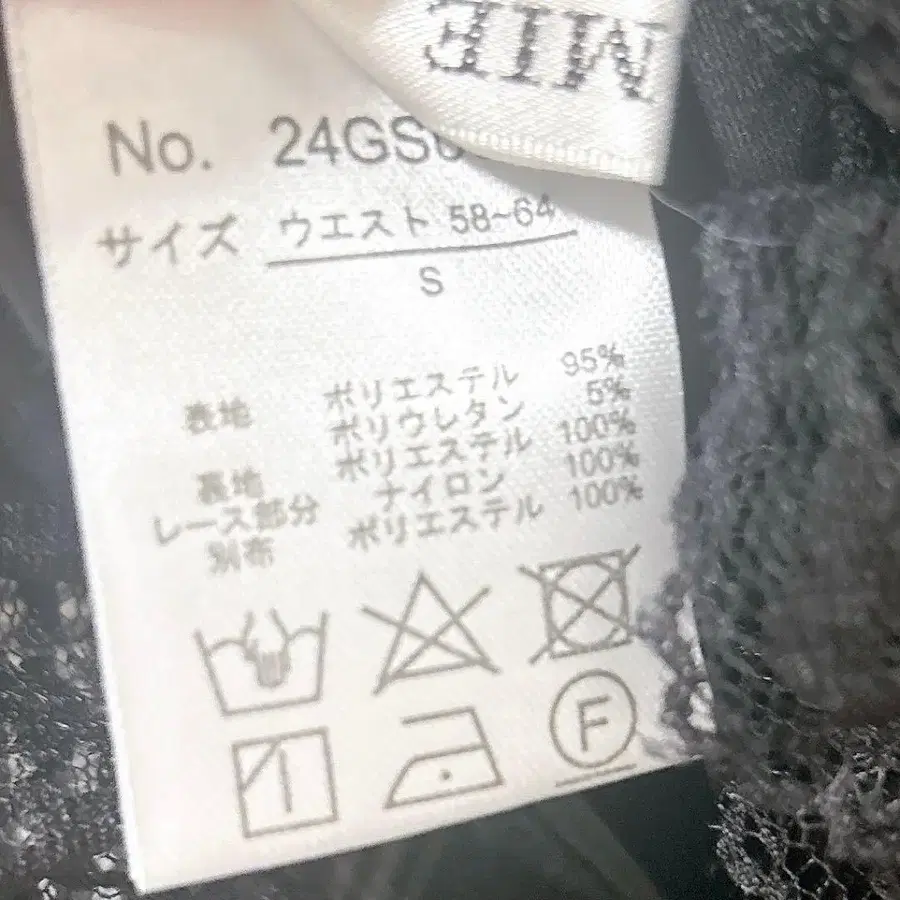 MIE
No. 24GS
サイズ ウエスト 58~64
S
表地 ポリエステル 95%
ポリウレタン 5%
裏地 ポリエステル 100%
レース部分 ナイロン 100%
別布 ポリエステル 100%
F